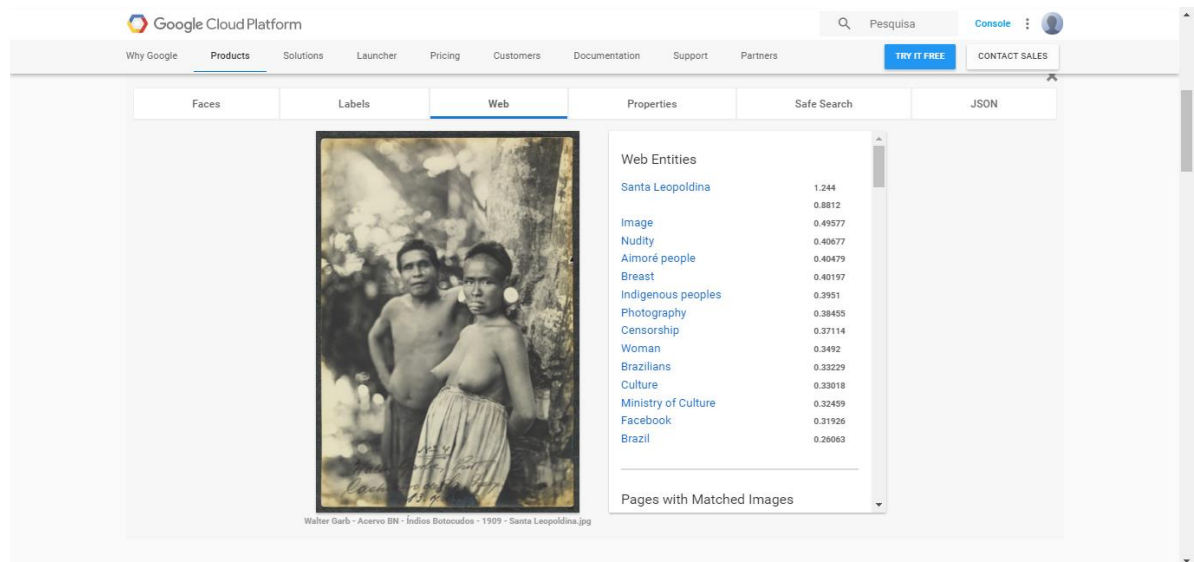 Google Cloud Platform
Pesquisa
Console
Why Google
Products
Solutions
Launcher
Pricing
Customers
Documentation
Support
Partners
TRY IT FREE
CONTACT SALES
Faces
Labels
Web
Properties
Safe Search
JSON
Web Entities
Santa Leopoldina 1.244
0.8812
Image 0.49577
Nudity 0.40677
Aimoré people 0.40479
Breast 0.40197
Indigenous peoples 0.3951
Photography 0.38455
Censorship 0.37114
Woman 0.3492
Brazilians 0.33229
Culture 0.33018
Ministry of Culture 0.32459
Facebook 0.31926
Brazil 0.26063
Pages with Matched Images
Walter Garb - Acervo BN - Índios Botocudos - 1909 - Santa Leopoldina.jpg